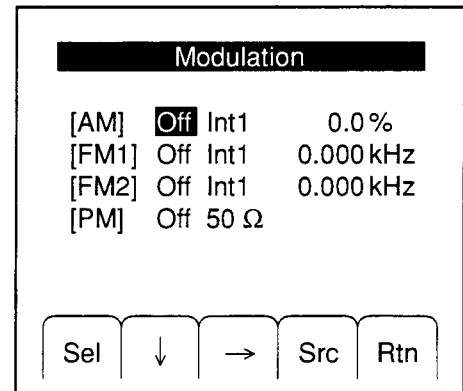 Modulation
[AM] Off Int1 0.0%
[FM1] Off Int1 0.000 kHz
[FM2] Off Int1 0.000 kHz
[PM] Off 50 Ω
Sel ↓ → Src Rtn